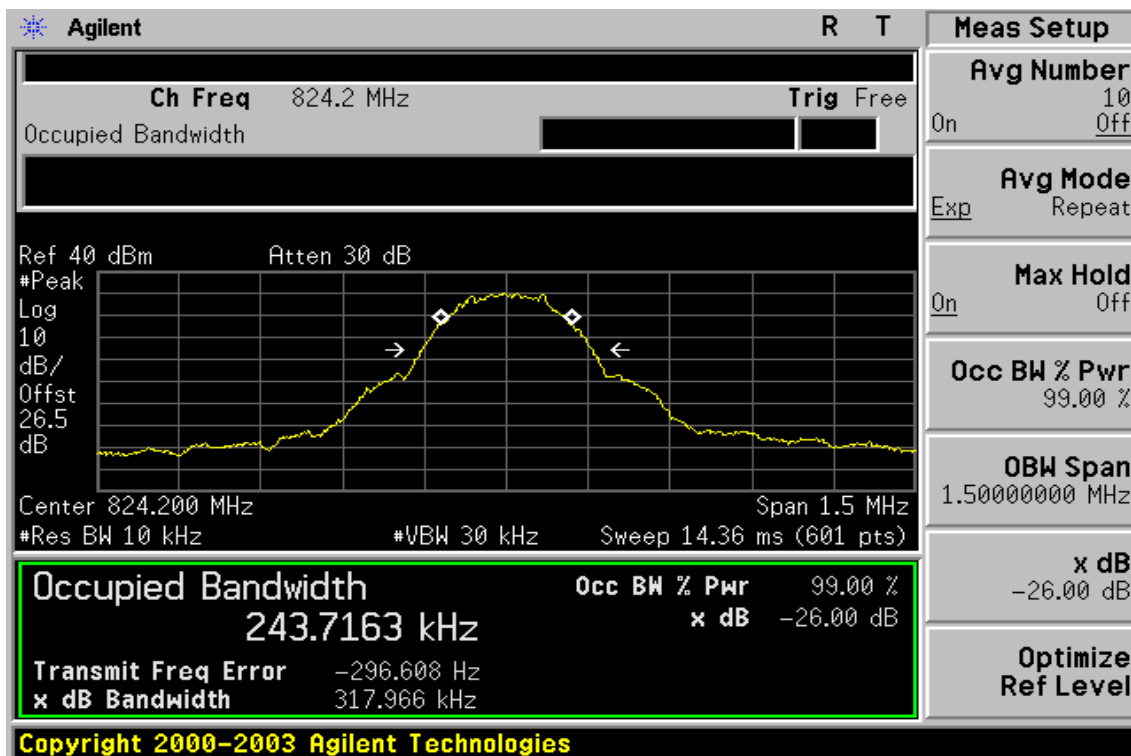 Agilent R T
Ch Freq 824.2 MHz Trig Free
Occupied Bandwidth
Ref 40 dBm Atten 30 dB
#Peak
Log
10
dB/
Offst
26.5
dB
Center 824.200 MHz Span 1.5 MHz
#Res BW 10 kHz #VBW 30 kHz Sweep 14.36 ms (601 pts)
Occupied Bandwidth Occ BW % Pwr 99.00 %
243.7163 kHz x dB -26.00 dB
Transmit Freq Error -296.608 Hz
x dB Bandwidth 317.966 kHz
Copyright 2000-2003 Agilent Technologies
Meas Setup
Avg Number
10
On Off
Avg Mode
Exp Repeat
Max Hold
On Off
Occ BW % Pwr
99.00 %
OBW Span
1.50000000 MHz
x dB
-26.00 dB
Optimize
Ref Level